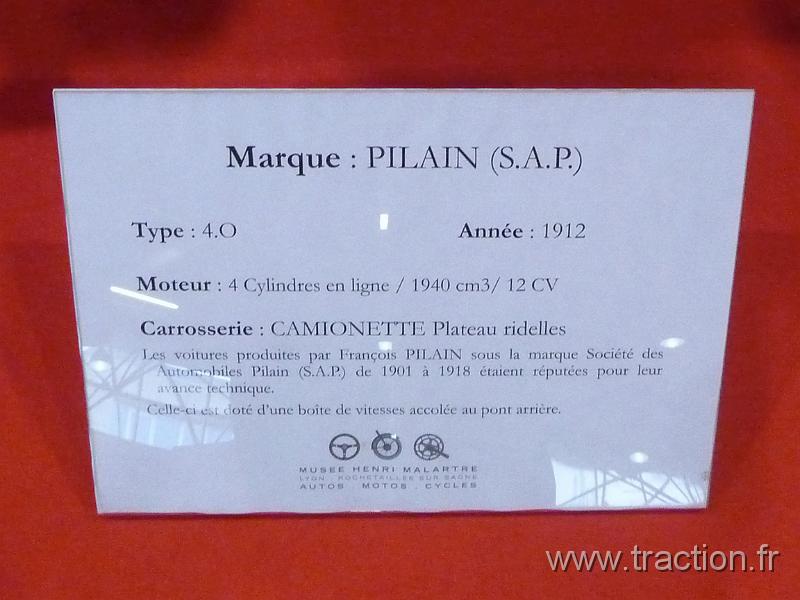 Marque : PILAIN (S.A.P.)
Type : 4.O Année : 1912
Moteur : 4 Cylindres en ligne / 1940 cm3/ 12 CV
Carrosserie : CAMIONETTE Plateau ridelles
Les voitures produites par François PILAIN sous la marque Société des
Automobiles Pilain (S.A.P.) de 1901 à 1918 étaient réputées pour leur
avance technique.
Celle-ci est doté d'une boîte de vitesses accolée au pont arrière.
MUSEE HENRI MALARTRE
LYON . ROCHETAILLEE SUR SAONE
AUTOS . MOTOS . CYCLES
www.traction.fr